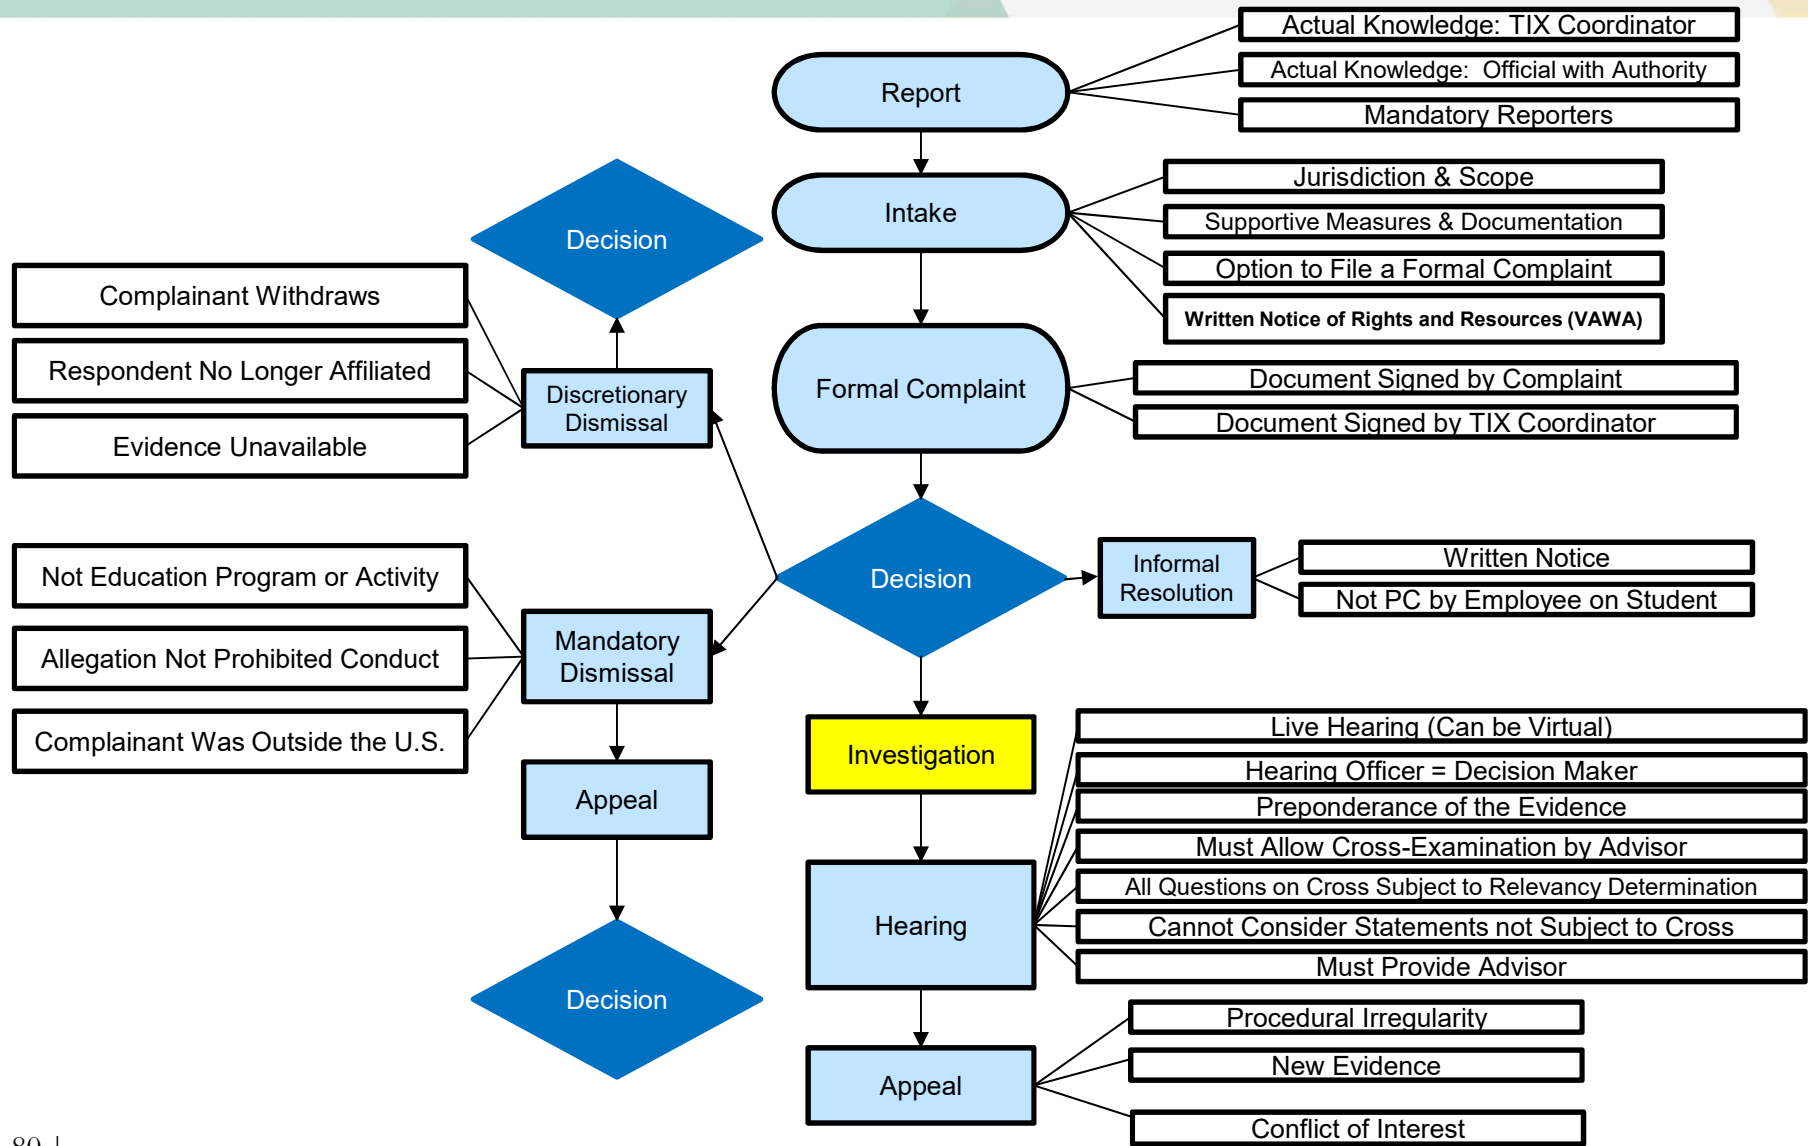 Actual Knowledge: TIX Coordinator
Actual Knowledge:  Official with Authority
Mandatory Reporters
Report
Jurisdiction & Scope
Supportive Measures & Documentation
Option to File a Formal Complaint
Written Notice of Rights and Resources (VAWA)
Intake
Decision
Complainant Withdraws
Respondent No Longer Affiliated
Evidence Unavailable
Discretionary
Dismissal
Formal Complaint
Document Signed by Complaint
Document Signed by TIX Coordinator
Decision
Informal
Resolution
Written Notice
Not PC by Employee on Student
Not Education Program or Activity
Allegation Not Prohibited Conduct
Complainant Was Outside the U.S.
Mandatory
Dismissal
Appeal
Decision
Investigation
Hearing
Live Hearing (Can be Virtual)
Hearing Officer = Decision Maker
Preponderance of the Evidence
Must Allow Cross-Examination by Advisor
All Questions on Cross Subject to Relevancy Determination
Cannot Consider Statements not Subject to Cross
Must Provide Advisor
Appeal
Procedural Irregularity
New Evidence
Conflict of Interest